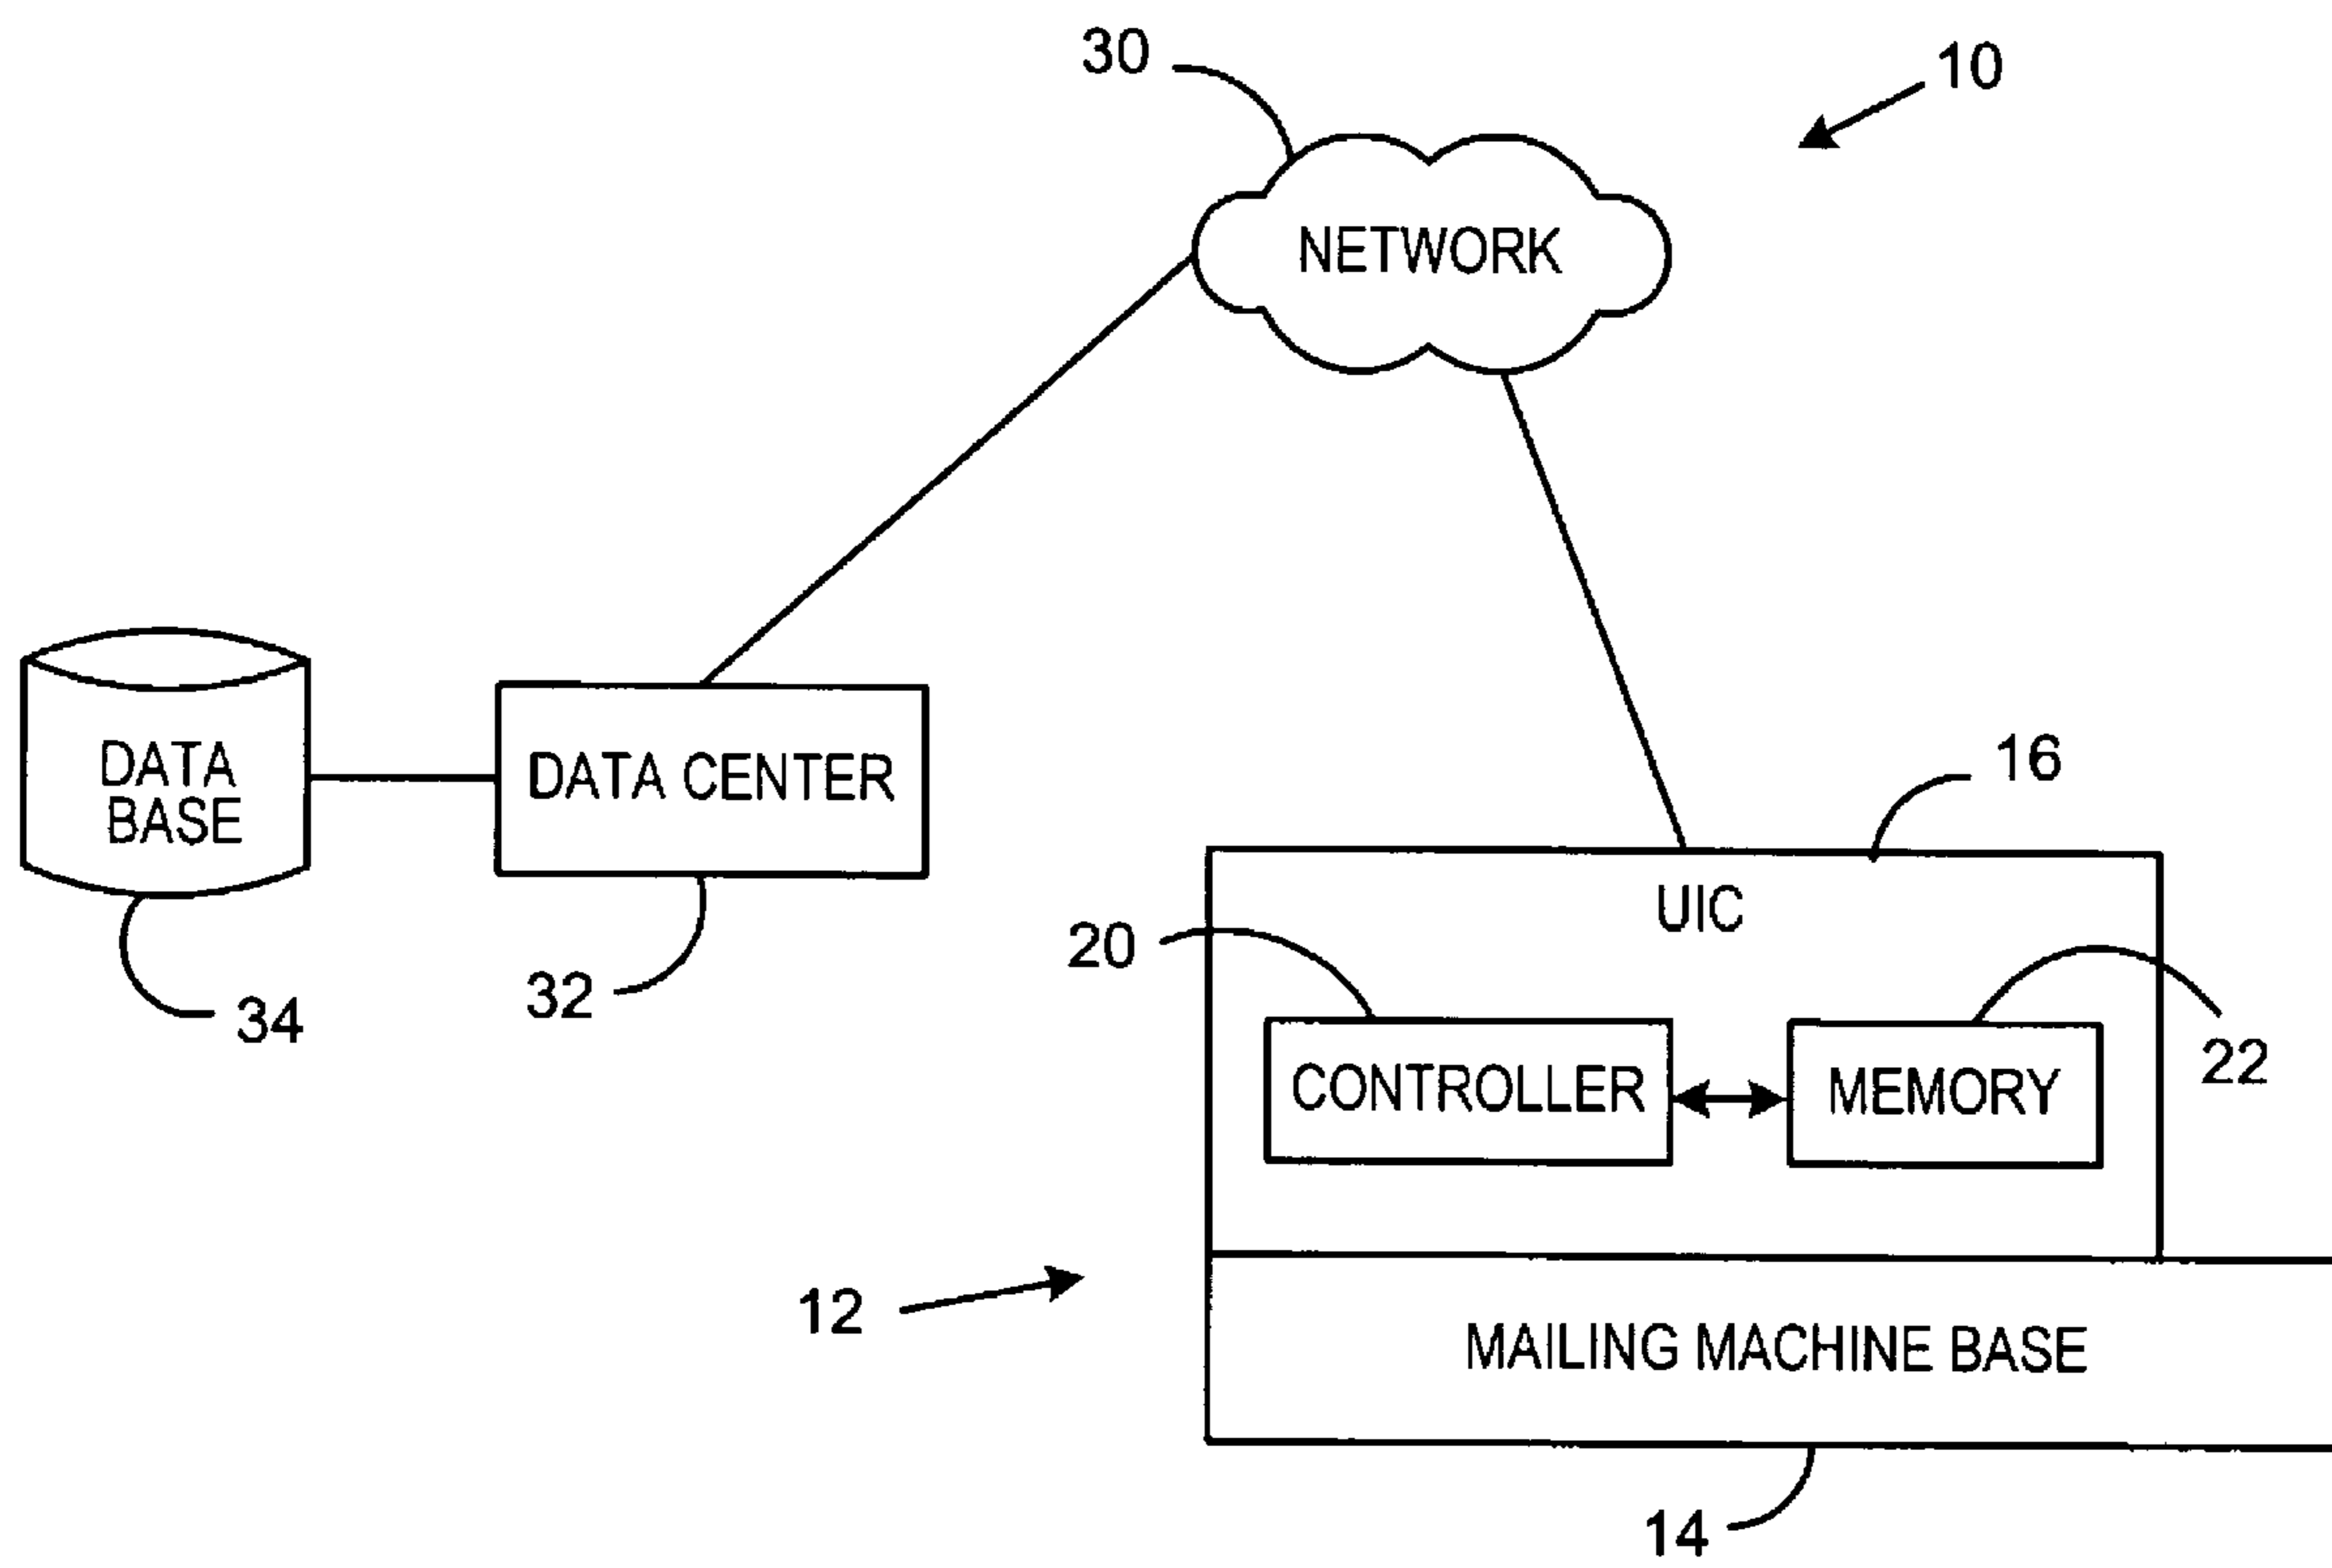 30
10
NETWORK
DATA
BASE
DATA CENTER
16
UIC
20
32
34
22
CONTROLLER
MEMORY
12
MAILING MACHINE BASE
14